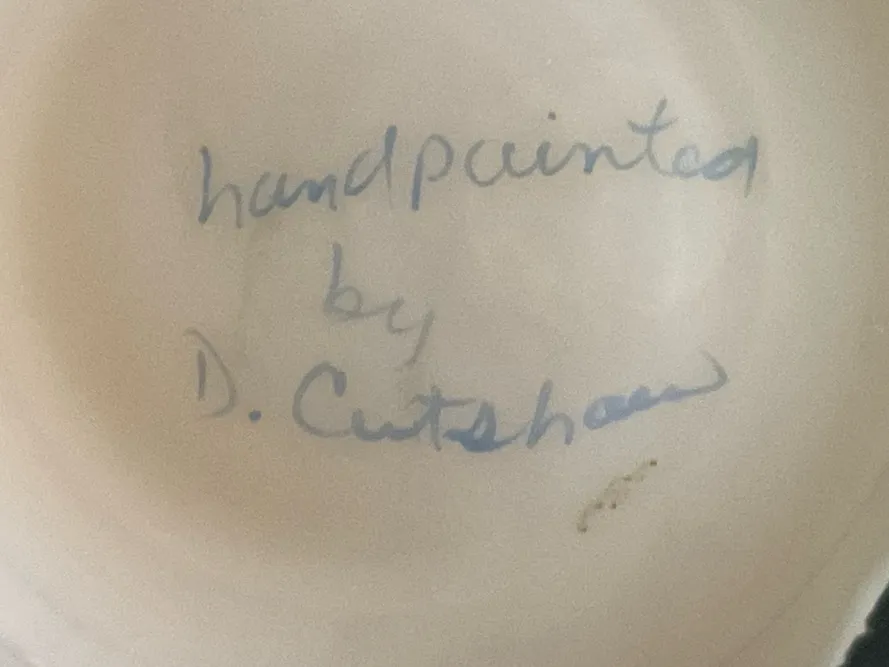 handpainted
by
D. Cutshaw